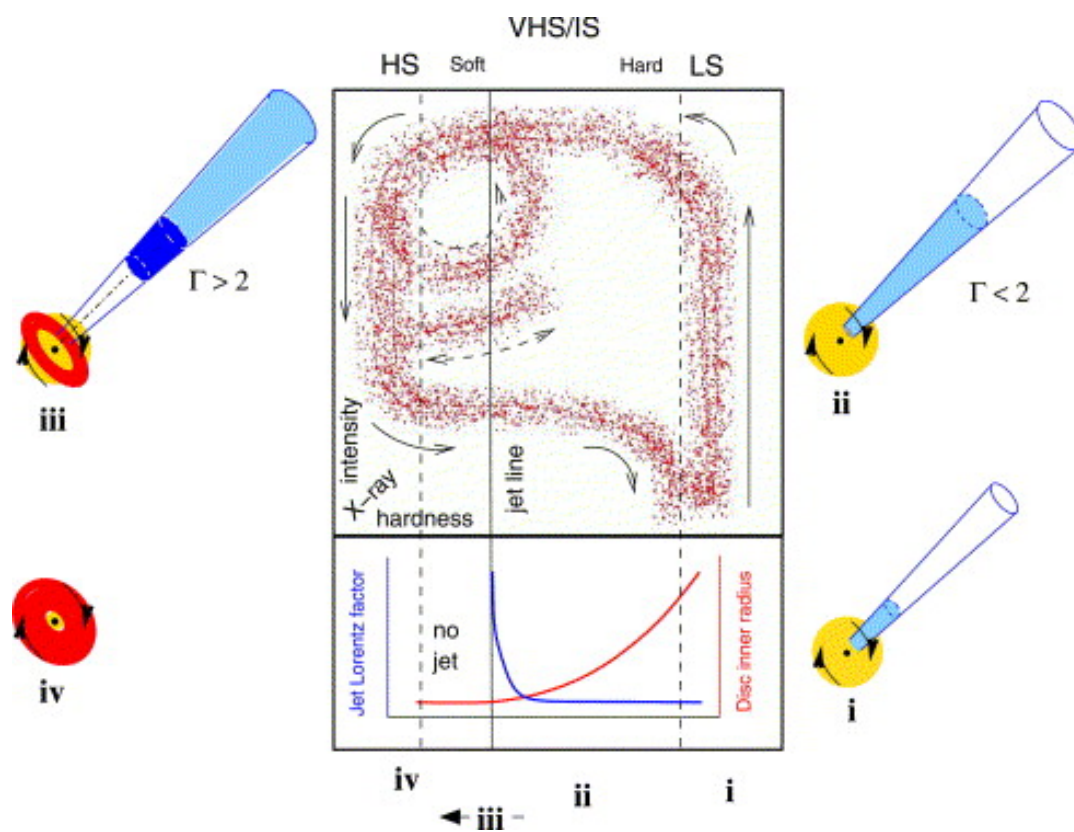 VHS/IS
HS Soft Hard LS
Γ > 2
Γ < 2
iii
ii
X-ray intensity
hardness
jet line
Jet Lorentz factor
no
jet
Disc inner radius
iv
i
iv
iii
ii
i